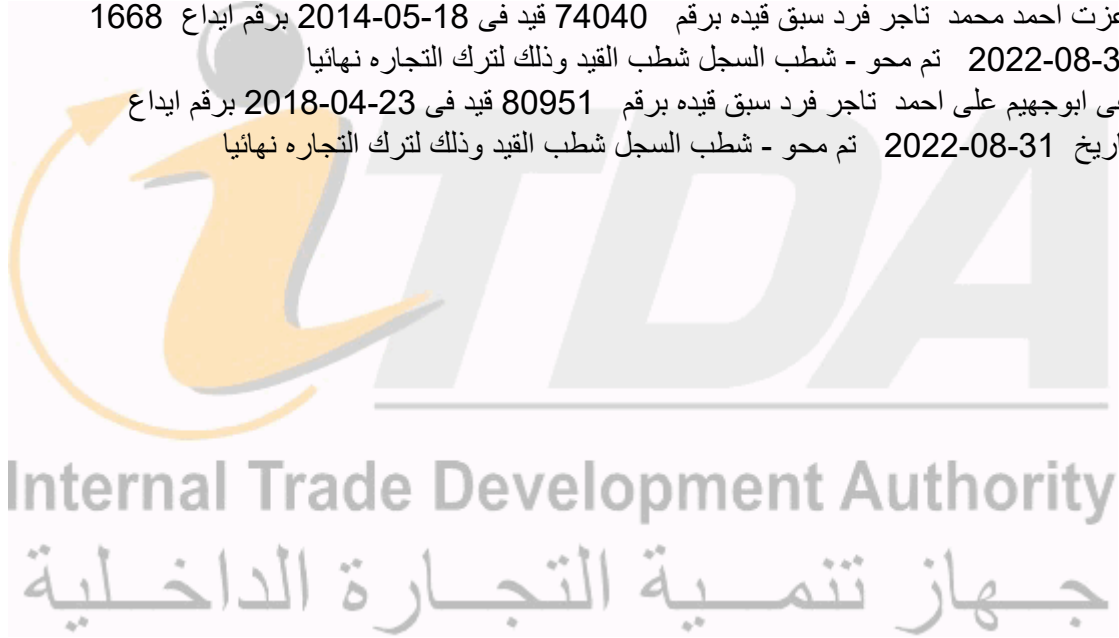 عزت احمد محمد تاجر فرد سبق قيده برقم 74040 قيد فى 18-05-2014 برقم ايداع 1668
2022-08-3 تم محو - شطب السجل شطب القيد وذلك لترك التجاره نهائيا
ابوجهيم على احمد تاجر فرد سبق قيده برقم 80951 قيد فى 23-04-2018 برقم ايداع
2022-08-31 تم محو - شطب السجل شطب القيد وذلك لترك التجاره نهائيا
iTDA
Internal Trade Development Authority
جهاز تنمية التجارة الداخلية